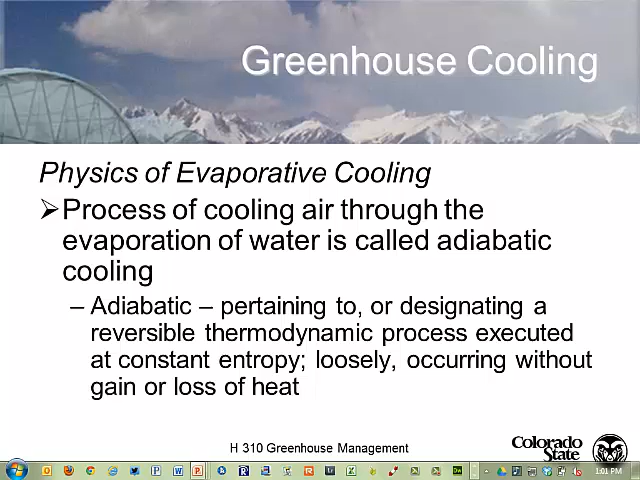 Greenhouse Cooling
Physics of Evaporative Cooling
Process of cooling air through the
evaporation of water is called adiabatic
cooling
– Adiabatic – pertaining to, or designating a
reversible thermodynamic process executed
at constant entropy; loosely, occurring without
gain or loss of heat
H 310 Greenhouse Management
Colorado
State
1:01 PM